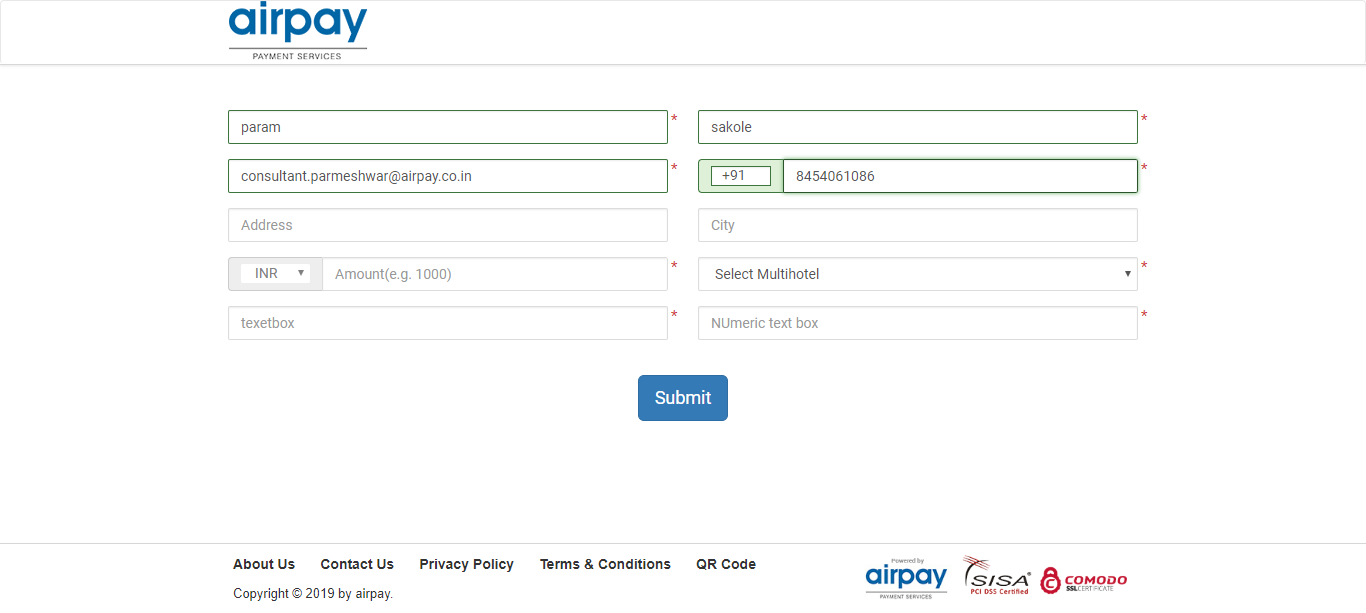 airpay
PAYMENT SERVICES
param * sakole *
consultant.parmeshwar@airpay.co.in * +91 8454061086 *
Address City
INR ▼ Amount(e.g. 1000) * Select Multihotel ▼ *
texetbox * NUmeric text box *
Submit
About Us Contact Us Privacy Policy Terms & Conditions QR Code
Copyright © 2019 by airpay.
Powered by
airpay
PAYMENT SERVICES
SISA
PCI DSS Certified
COMODO
SSL CERTIFICATE